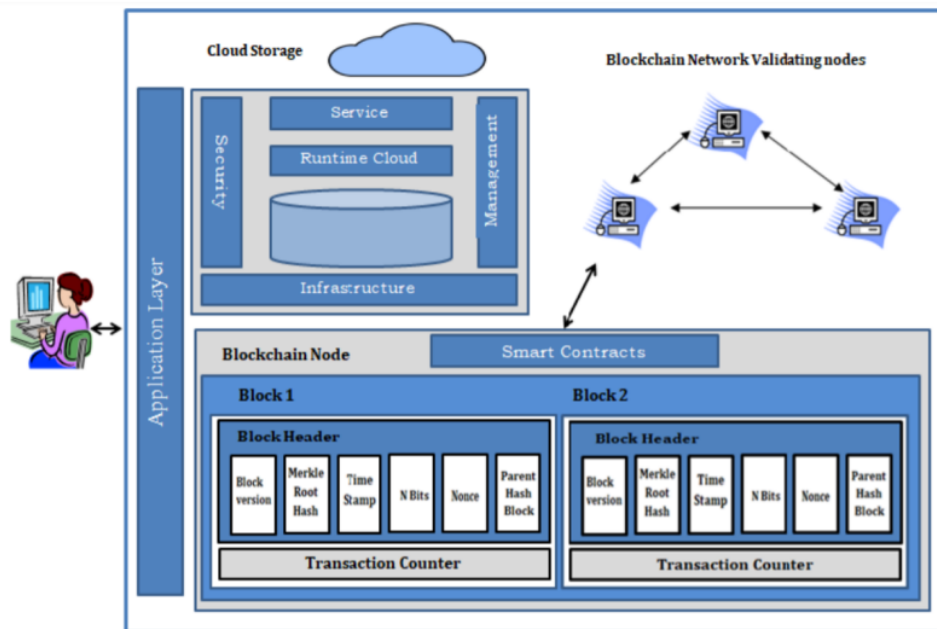 Cloud Storage
Blockchain Network Validating nodes
Application Layer
Security
Service
Runtime Cloud
Management
Infrastructure
Blockchain Node
Smart Contracts
Block 1
Block Header
Block
version
Merkle
Root
Hash
Time
Stamp
N Bits
Nonce
Parent
Hash
Block
Transaction Counter
Block 2
Block Header
Block
version
Merkle
Root
Hash
Time
Stamp
N Bits
Nonce
Parent
Hash
Block
Transaction Counter